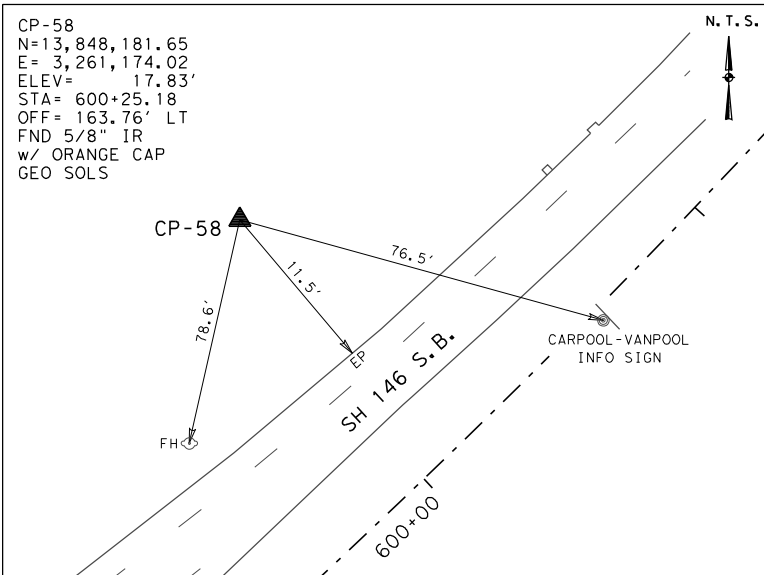 CP-58
N=13,848,181.65
E= 3,261,174.02
ELEV= 17.83'
STA= 600+25.18
OFF= 163.76' LT
FND 5/8" IR
w/ ORANGE CAP
GEO SOLS
N.T.S.
CP-58
76.5'
11.5'
78.6'
EP
FH
SH 146 S.B.
CARPOOL-VANPOOL
INFO SIGN
600+00